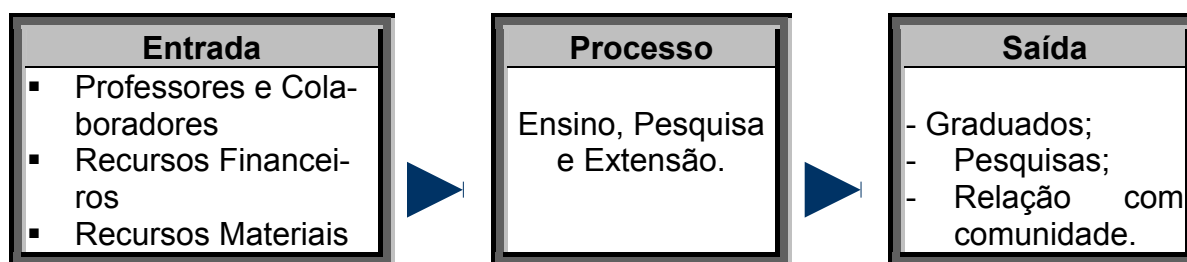 Entrada
▪ Professores e Cola-
boradores
▪ Recursos Financei-
ros
▪ Recursos Materiais
Processo
Ensino, Pesquisa
e Extensão.
Saída
- Graduados;
- Pesquisas;
- Relação com
comunidade.